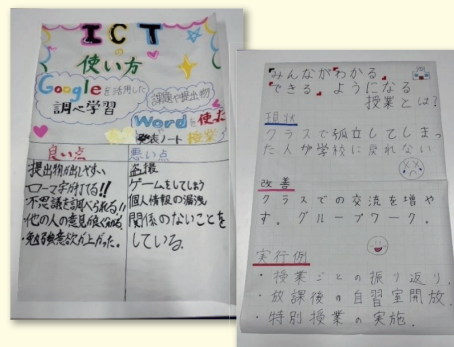 ICT
の
使い方
Googleを活用した
調べ学習
課題や提出物
Wordを使った
発表ノート 授業
良い点
提出物が出しやすい
・ローマ字が打てる!!
・不思議を調べられる!!
・他の人の意見が良く分かる
意欲が上がった。
悪い点
盗撮
ゲームをしてしまう
個人情報の漏洩
関係のないことを
している。
「みんながわかる」
「できる」ようになる
授業とは?
現状
クラスで孤立してしまっ
た人が学校に戻れない
改善
クラスでの交流を増や
す。グループワーク。
実行例
・授業ごとの振り返り.
・放課後の自習室開放.
・特別授業の実施.